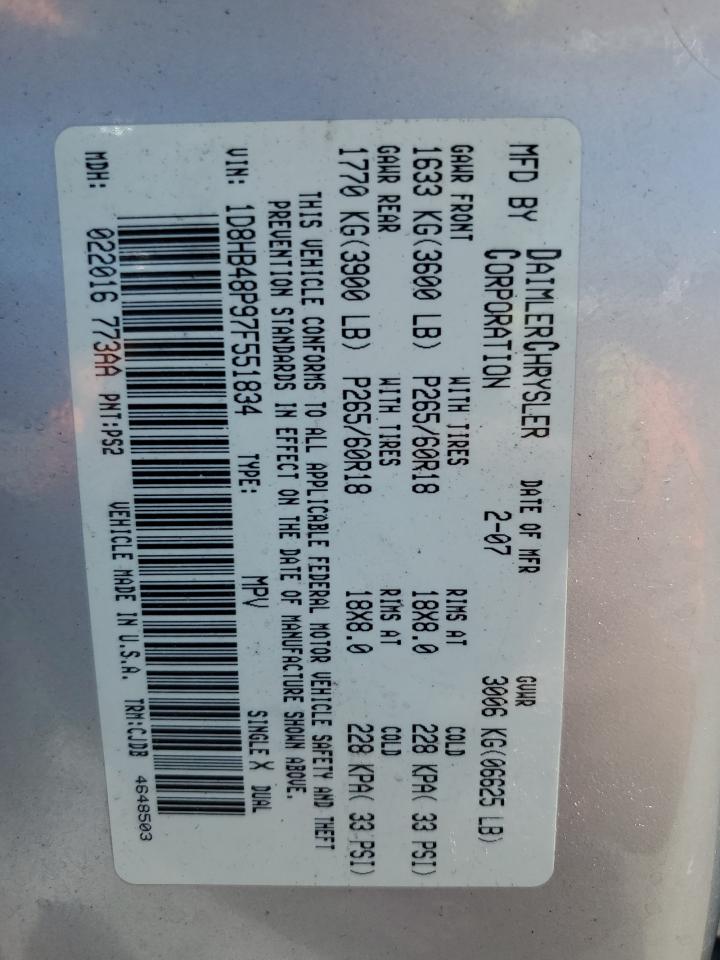 MFD BY DAIMLERCHRYSLER CORPORATION DATE OF MFR 2-07 GVWR 3006 KG(06625 LB)
GAWR FRONT WITH TIRES RIMS AT COLD
1633 KG(3600 LB) P265/60R18 18X8.0 228 KPA( 33 PSI)
GAWR REAR WITH TIRES RIMS AT COLD
1770 KG(3900 LB) P265/60R18 18X8.0 228 KPA( 33 PSI)
THIS VEHICLE CONFORMS TO ALL APPLICABLE FEDERAL MOTOR VEHICLE SAFETY AND THEFT
PREVENTION STANDARDS IN EFFECT ON THE DATE OF MANUFACTURE SHOWN ABOVE.
VIN: 1D8HB48P97F551834 TYPE: MPV SINGLE X DUAL
MDH: 022016 773AA PNT:PS2 VEHICLE MADE IN U.S.A. TRM:CJDB 4648503